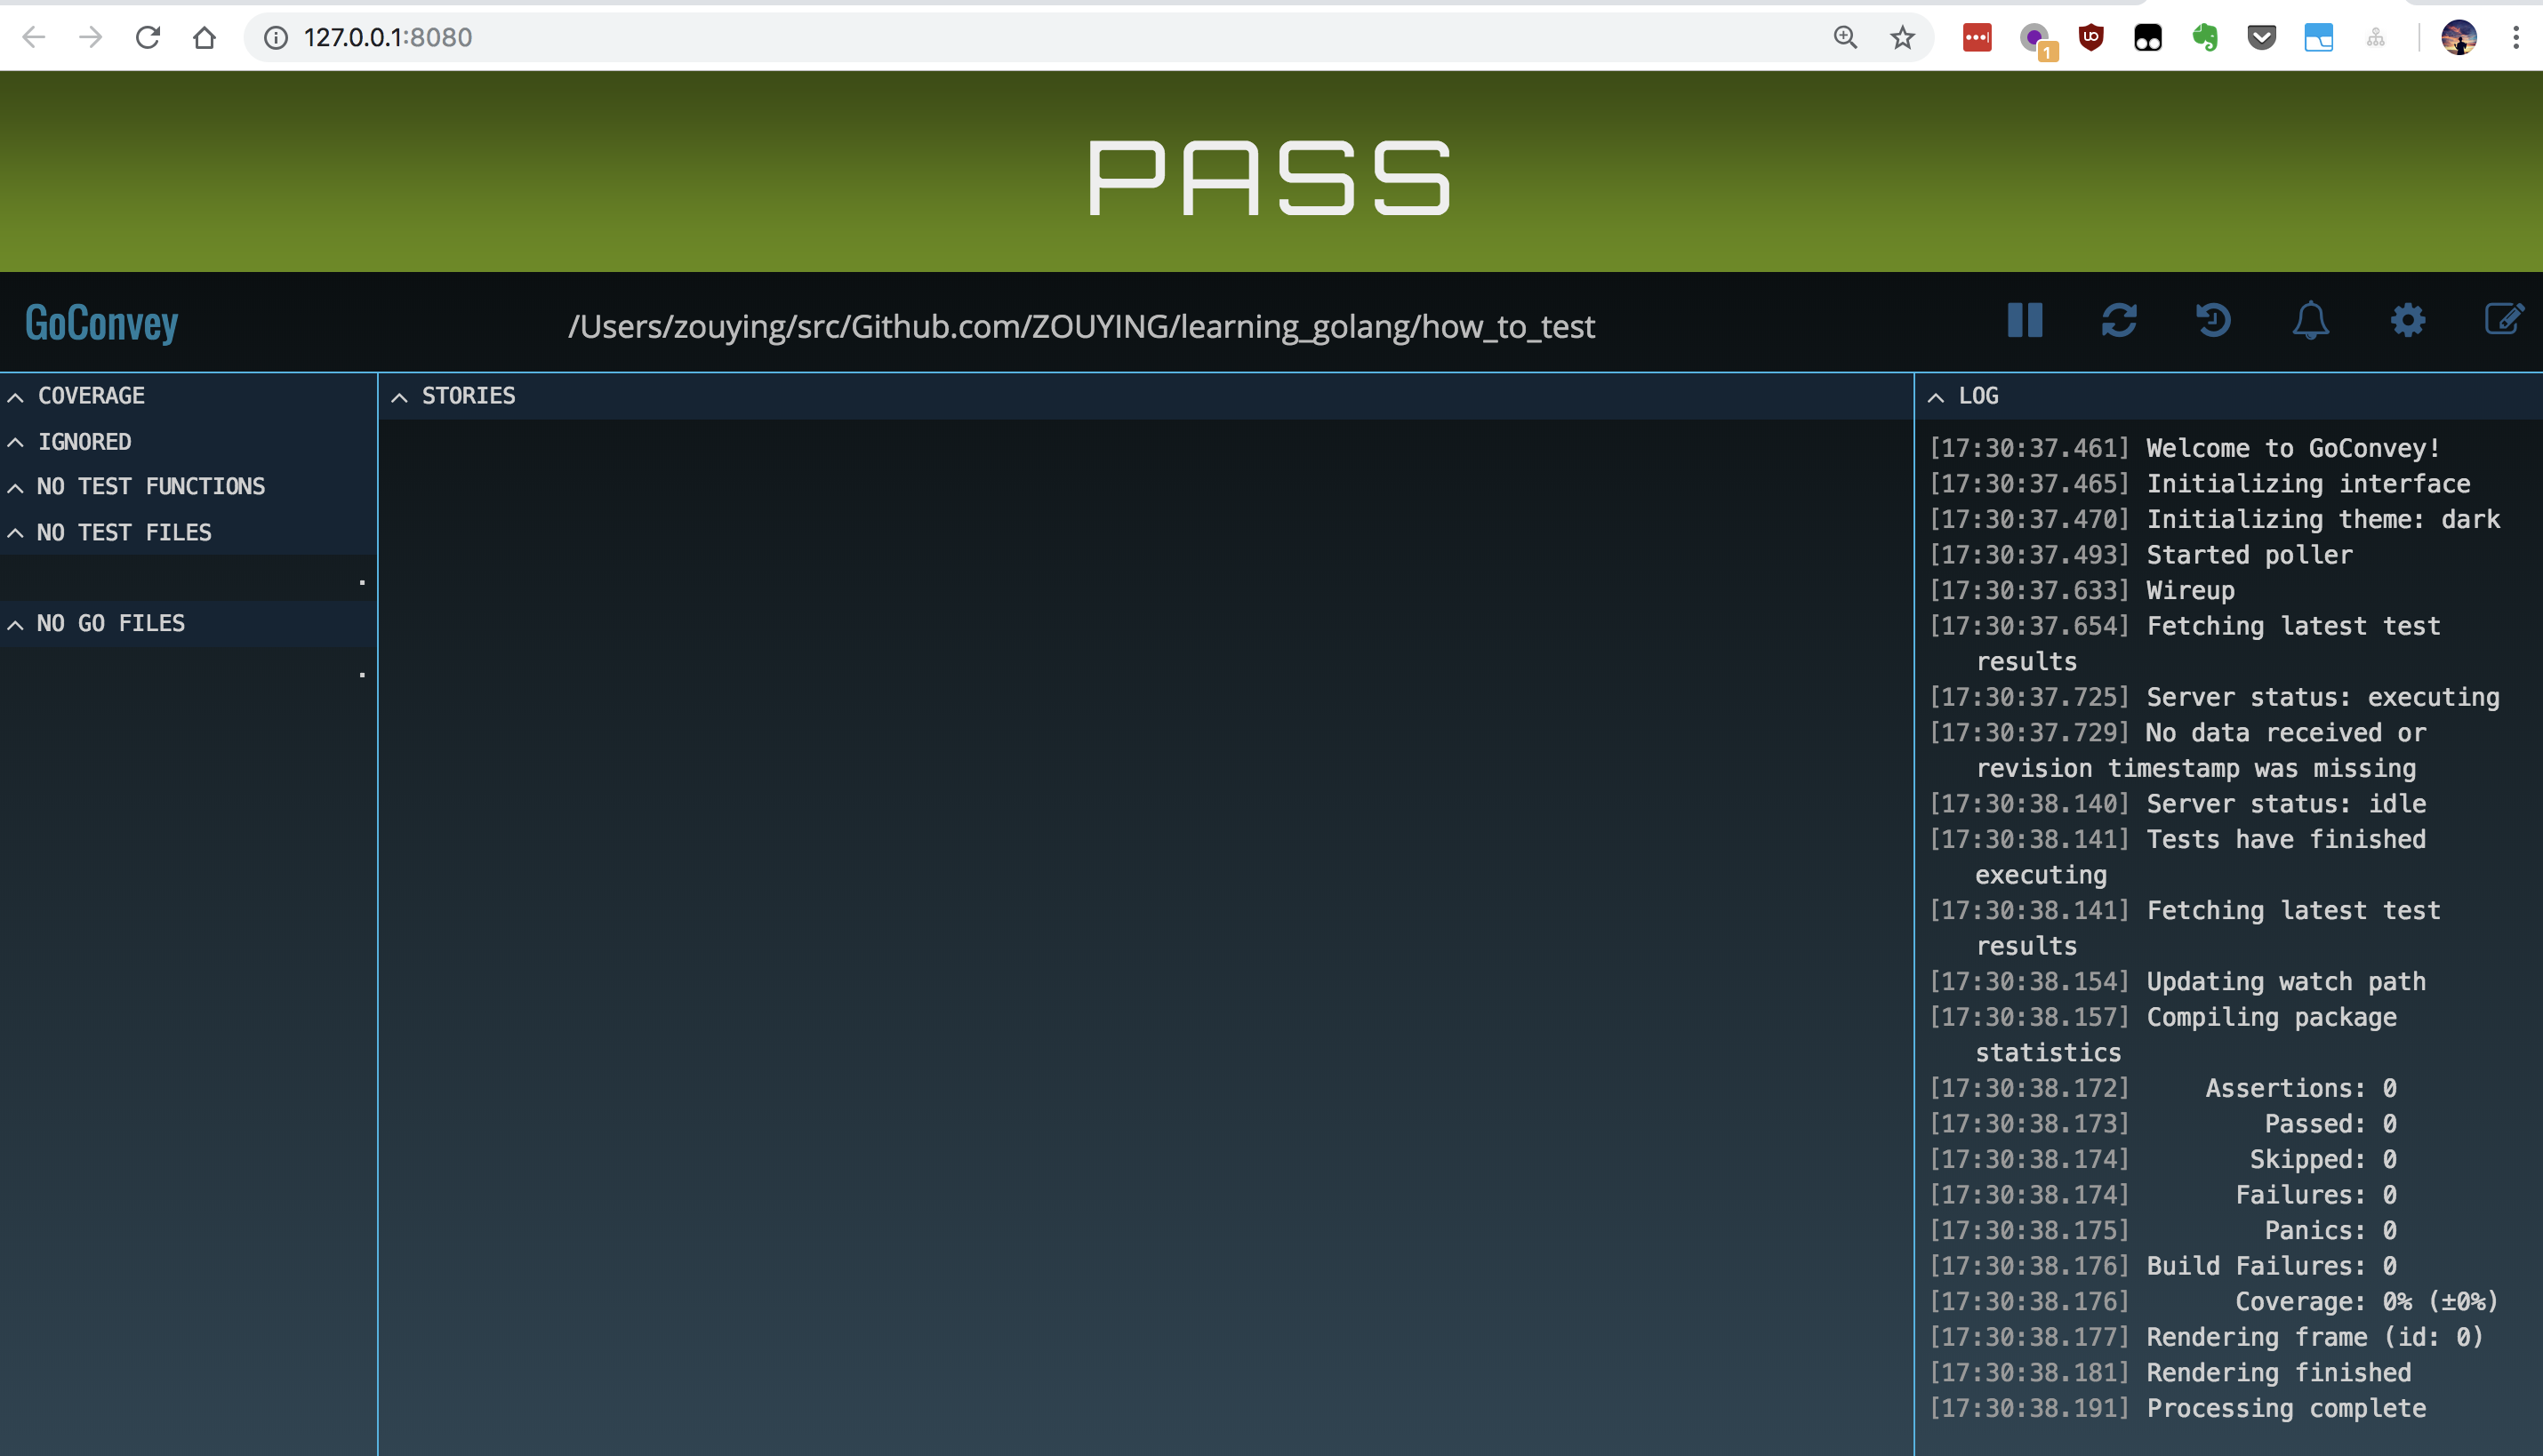 127.0.0.1:8080
1
PASS
GoConvey
/Users/zouying/src/Github.com/ZOUYING/learning_golang/how_to_test
COVERAGE
IGNORED
NO TEST FUNCTIONS
NO TEST FILES
.
NO GO FILES
.
STORIES
LOG
[17:30:37.461] Welcome to GoConvey!
[17:30:37.465] Initializing interface
[17:30:37.470] Initializing theme: dark
[17:30:37.493] Started poller
[17:30:37.633] Wireup
[17:30:37.654] Fetching latest test
results
[17:30:37.725] Server status: executing
[17:30:37.729] No data received or
revision timestamp was missing
[17:30:38.140] Server status: idle
[17:30:38.141] Tests have finished
executing
[17:30:38.141] Fetching latest test
results
[17:30:38.154] Updating watch path
[17:30:38.157] Compiling package
statistics
[17:30:38.172] Assertions: 0
[17:30:38.173] Passed: 0
[17:30:38.174] Skipped: 0
[17:30:38.174] Failures: 0
[17:30:38.175] Panics: 0
[17:30:38.176] Build Failures: 0
[17:30:38.176] Coverage: 0% (±0%)
[17:30:38.177] Rendering frame (id: 0)
[17:30:38.181] Rendering finished
[17:30:38.191] Processing complete